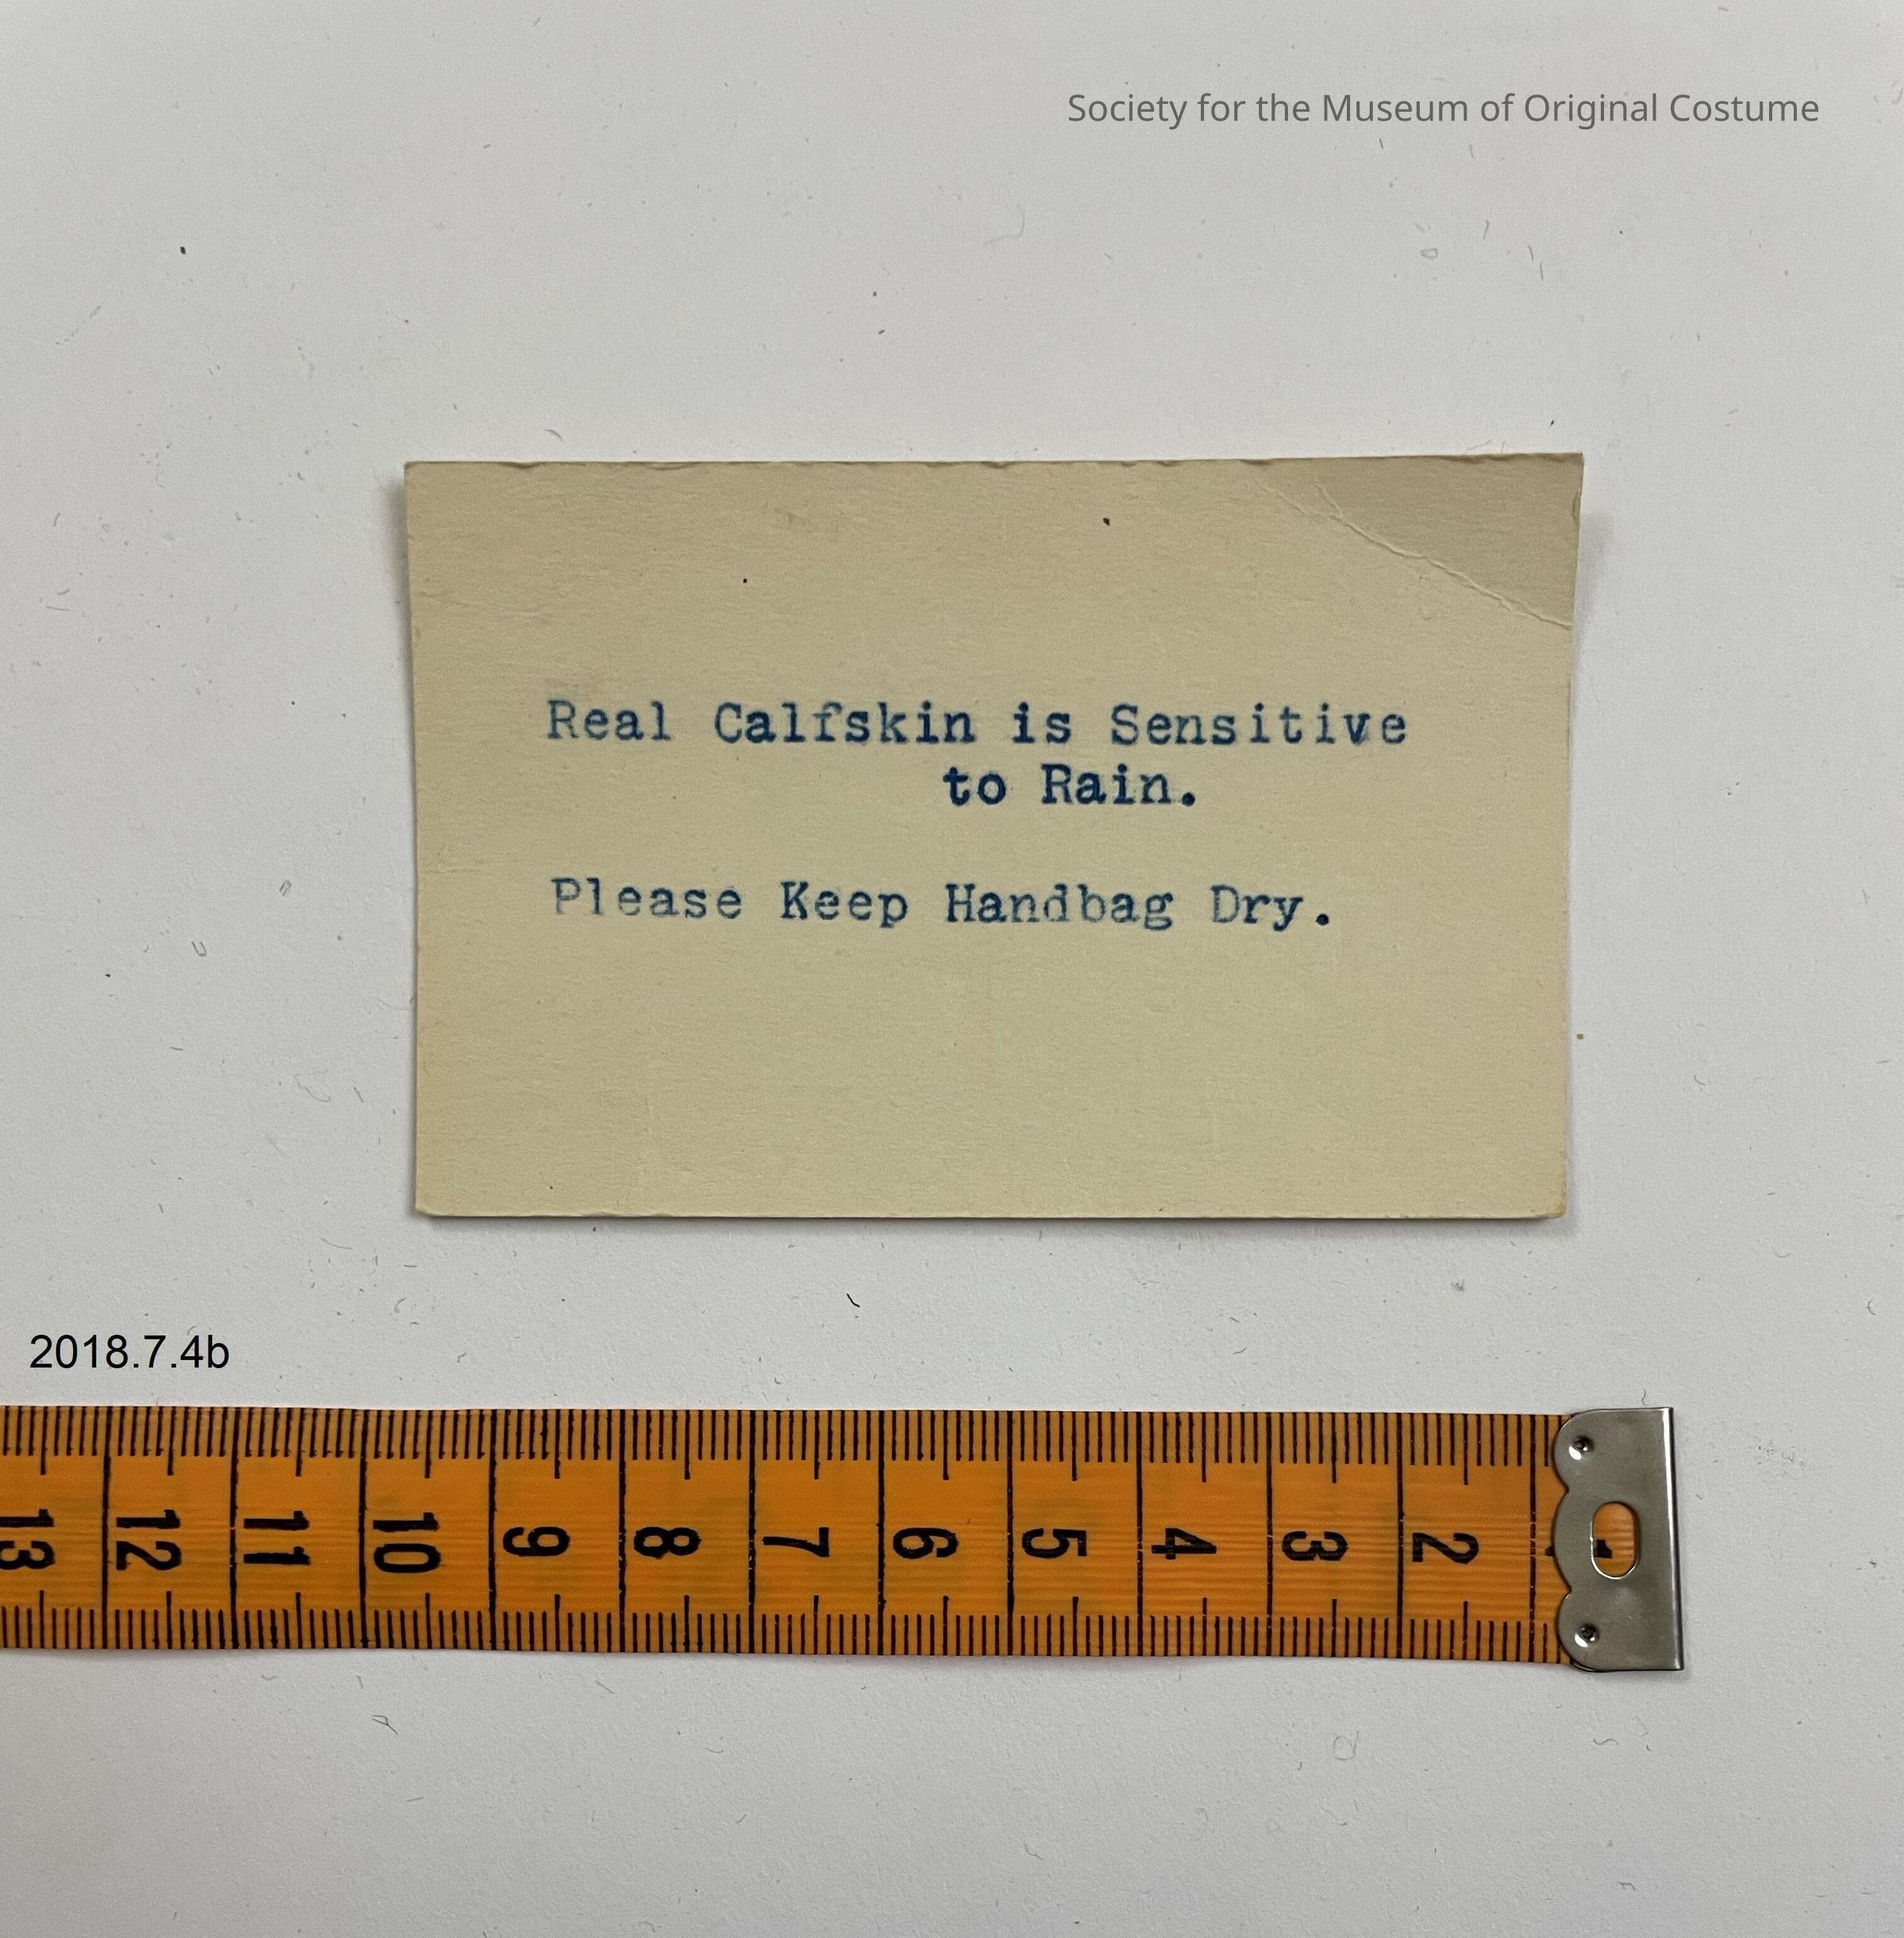 Society for the Museum of Original Costume
Real Calfskin is Sensitive
to Rain.
Please Keep Handbag Dry.
2018.7.4b
13 12 11 10 9 8 7 6 5 4 3 2